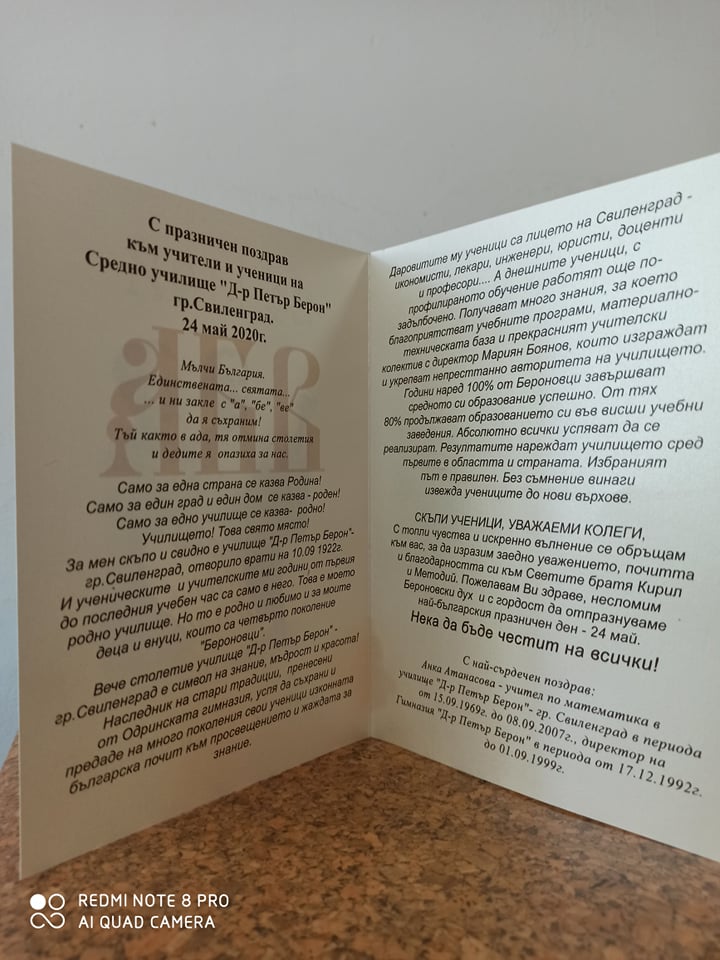 С празничен поздрав
към учители и ученици на
Средно училище "Д-р Петър Берон"
гр.Свиленград.
24 май 2020г.
Мълчи България.
Единствената... святата...
... и ни закле с "а", "бе", "ве"
да я съхраним!
Тъй както в ада, тя отмина столетия
и дедите я опазиха за нас.
Само за една страна се казва Родина!
Само за един град и един дом се казва - роден!
Само за едно училище се казва- родно!
Училището! Това свято място!
За мен скъпо и свидно е училище "Д-р Петър Берон"-
гр.Свиленград, отворило врати на 10.09 1922г.
И ученическите и учителските ми години от първия
до последния учебен час са само в него. Това е моето
родно училище. Но то е родно и любимо и за моите
деца и внуци, които са четвърто поколение
"Бероновци".
Вече столетие училище "Д-р Петър Берон" -
гр.Свиленград е символ на знание, мъдрост и красота!
Наследник на стари традиции, пренесени
от Одринската гимназия, успя да съхрани и
предаде на много поколения свои ученици изконната
българска почит към просвещението и жаждата за
знание.
Даровитите му ученици са лицето на Свиленград -
икономисти, лекари, инженери, юристи, доценти
и професори.... А днешните ученици, с
профилираното обучение работят още по-
задълбочено. Получават много знания, за което
благоприятстват учебните програми, материално-
техническата база и прекрасният учителски
колектив с директор Мариян Боянов, които изграждат
и укрепват непрестанно авторитета на училището.
Години наред 100% от Бероновци завършват
средното си образование успешно. От тях
80% продължават образованието си във висши учебни
заведения. Абсолютно всички успяват да се
реализират. Резултатите нареждат училището сред
първите в областта и страната. Избраният
път е правилен. Без съмнение винаги
извежда учениците до нови върхове.
СКЪПИ УЧЕНИЦИ, УВАЖАЕМИ КОЛЕГИ,
С топли чувства и искренно вълнение се обръщам
към вас, за да изразим заедно уважението, почитта
и благодарността си към Светите братя Кирил
и Методий. Пожелавам Ви здраве, несломим
Бероновски дух и с гордост да отпразнуваме
най-българския празничен ден - 24 май.
Нека да бъде честит на всички!
С най-сърдечен поздрав:
Анка Атанасова - учител по математика в
училище "Д-р Петър Берон"- гр. Свиленград в периода
от 15.09.1969г. до 08.09.2007г., директор на
Гимназия "Д-р Петър Берон" в периода от 17.12.1992г.
до 01.09.1999г.
REDMI NOTE 8 PRO
AI QUAD CAMERA